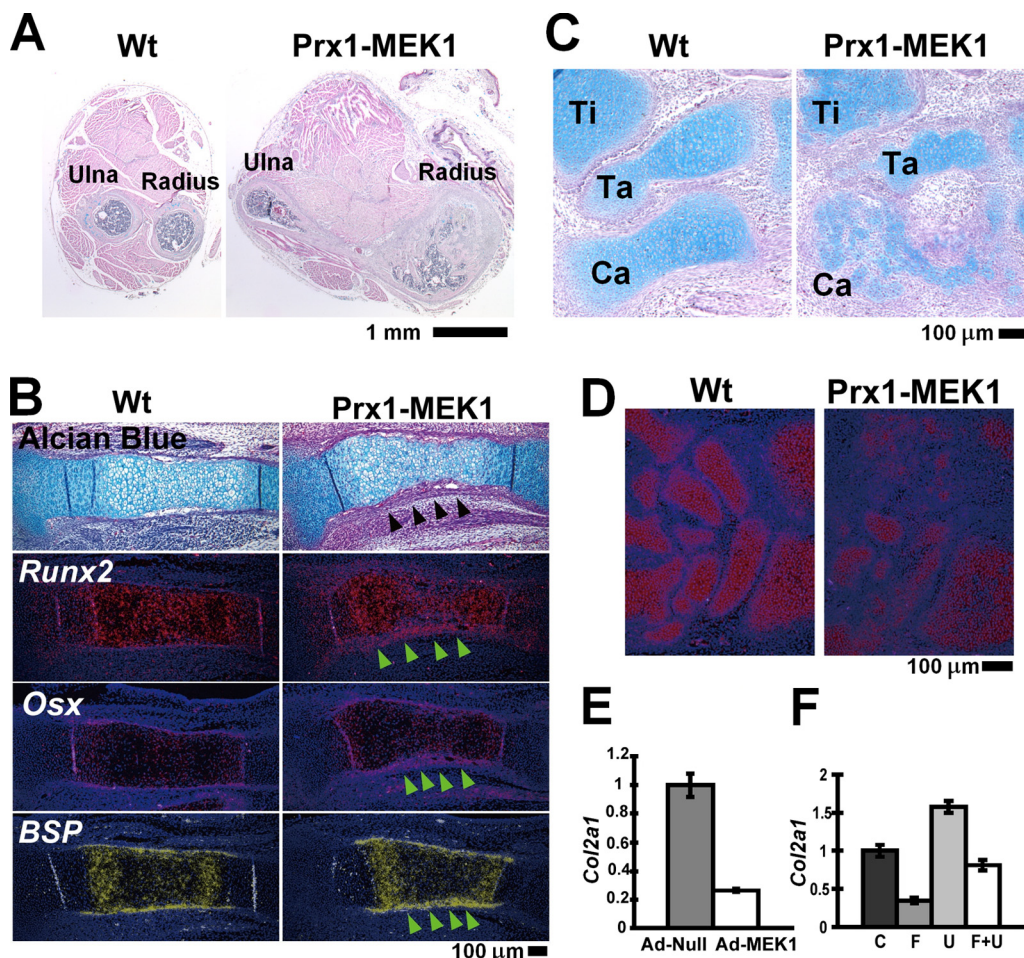 A
Wt
Prx1-MEK1
Ulna
Radius
Ulna
Radius
1 mm
B
Wt
Prx1-MEK1
Alcian Blue
Runx2
Osx
BSP
100 μm
C
Wt
Prx1-MEK1
Ti
Ta
Ca
Ti
Ta
Ca
100 μm
D
Wt
Prx1-MEK1
100 μm
E
Col2a1
1.2
1
0.8
0.6
0.4
0.2
0
Ad-Null
Ad-MEK1
F
Col2a1
2
1.5
1
0.5
0
C
F
U
F+U